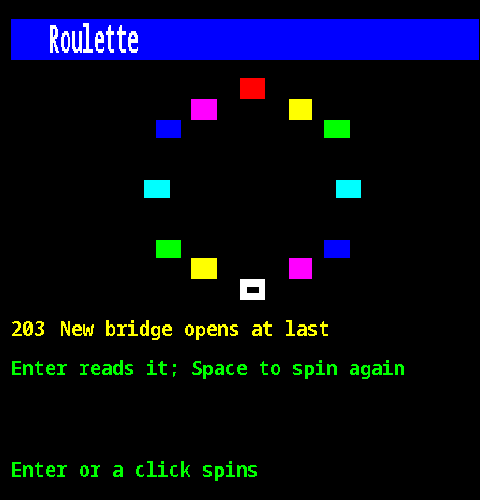 Roulette
203 New bridge opens at last
Enter reads it; Space to spin again
Enter or a click spins